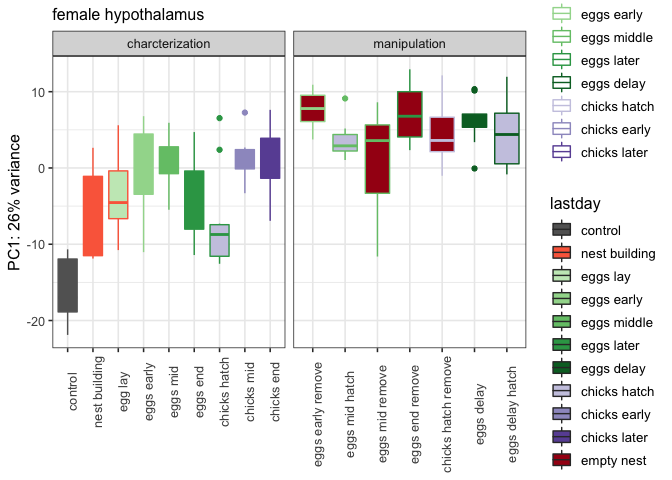 female hypothalamus
charcterization
manipulation
PC1: 26% variance
10
0
-10
-20
control
nest building
egg lay
eggs early
eggs mid
eggs end
chicks hatch
chicks mid
chicks end
eggs early remove
eggs mid hatch
eggs mid remove
eggs end remove
chicks hatch remove
eggs delay
eggs delay hatch
eggs early
eggs middle
eggs later
eggs delay
chicks hatch
chicks early
chicks later
lastday
control
nest building
eggs lay
eggs early
eggs middle
eggs later
eggs delay
chicks hatch
chicks early
chicks later
empty nest